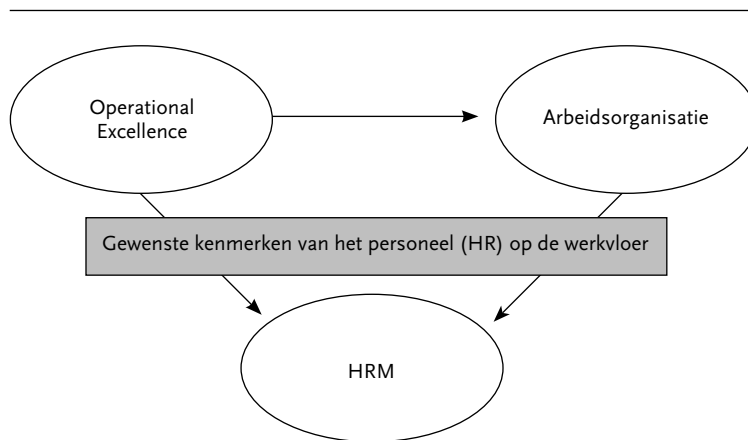 Operational
Excellence
Arbeidsorganisatie
Gewenste kenmerken van het personeel (HR) op de werkvloer
HRM